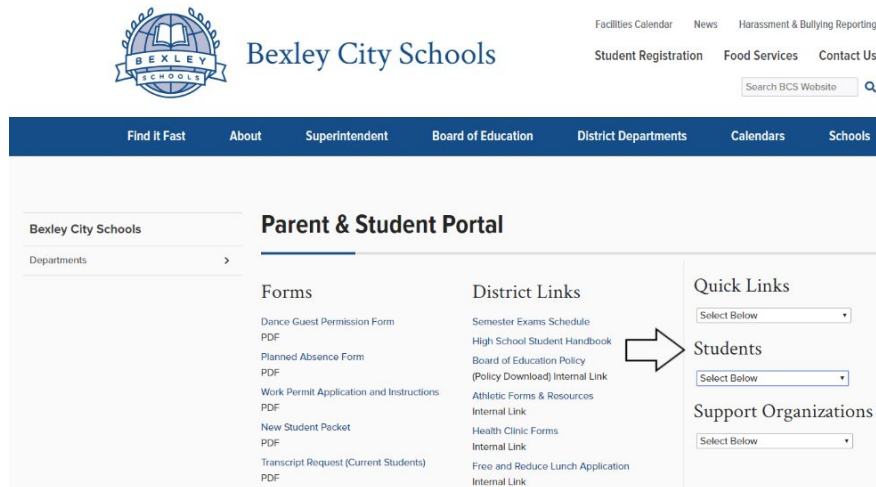 BEXLEY
SCHOOLS
Bexley City Schools
Facilities Calendar News Harassment & Bullying Reporting
Student Registration Food Services Contact Us
Search BCS Website
Find it Fast About Superintendent Board of Education District Departments Calendars Schools
Bexley City Schools
Departments
Parent & Student Portal
Forms
Dance Guest Permission Form
PDF
Planned Absence Form
PDF
Work Permit Application and Instructions
PDF
New Student Packet
PDF
Transcript Request (Current Students)
PDF
District Links
Semester Exams Schedule
High School Student Handbook
Board of Education Policy
(Policy Download) Internal Link
Athletic Forms & Resources
Internal Link
Health Clinic Forms
Internal Link
Free and Reduce Lunch Application
Internal Link
Quick Links
Select Below
Students
Select Below
Support Organizations
Select Below